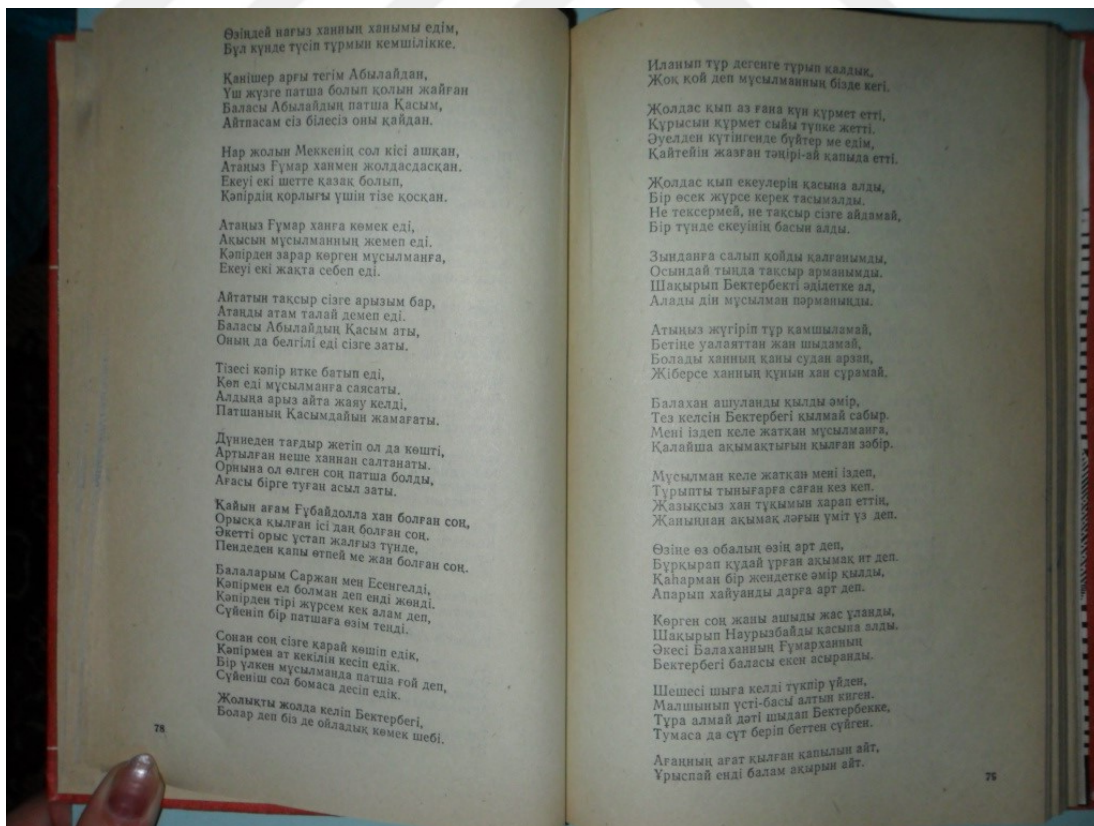 Өзіңдей нағыз ханның ханымы едім,
Бұл күнде түсіп тұрмын кемшілікке.
Қанішер арғы тегім Абылайдан,
Үш жүзге патша болып қолын жайған
Баласы Абылайдың патша Қасым,
Айтпасам сіз білесіз оны қайдан.
Нар жолын Меккенің сол кісі ашқан,
Атаңыз Ғұмар ханмен жолдасдасқан.
Екеуі екі шетте қазақ болып,
Кәпірдің қорлығы үшін тізе қосқан.
Атаңыз Ғұмар ханға көмек еді,
Ақысын мұсылманның жемеп еді.
Кәпірден зарар көрген мұсылманға,
Екеуі екі жақта себеп еді.
Айтатын тақсыр сізге арызым бар,
Атаңды атам талай демеп еді.
Баласы Абылайдың Қасым аты,
Оның да белгілі еді сізге заты.
Тізесі кәпір итке батып еді,
Көп еді мұсылманға саясаты.
Алдыңа арыз айта жаяу келді,
Патшаның Қасымдайын жамағаты.
Дүниеден тағдыр жетіп ол да көшті,
Артылған неше ханнан салтанаты.
Орнына ол өлген соң патша болды,
Ағасы бірге туған асыл заты.
Қайын ағам Ғұбайдолла хан болған соң,
Орысқа қылған ісі даң болған соң.
Әкетті орыс ұстап жалғыз түнде,
Пендеден қапы өтпей ме жан болған соң.
Балаларым Саржан мен Есенгелді,
Кәпірмен ел болман деп енді жөнді.
Кәпірден тірі жүрсем кек алам деп,
Сүйеніп бір патшаға өзім теңді.
Сонан соң сізге қарай көшіп едік,
Кәпірмен ат кекілін кесіп едік.
Бір үлкен мұсылманда патша ғой деп,
Сүйеніш сол бомаса десіп едік.
Жолықты жолда келіп Бектербегі,
Болар деп біз де ойладық көмек шебі.
78
Иланып тұр дегенге тұрып қалдық,
Жоқ қой деп мұсылманның бізде кегі.
Жолдас қып аз ғана күн құрмет етті,
Құрысын құрмет сыйы түпке жетті.
Әуелден күтінгенде бүйтер ме едім,
Қайтейін жазған тәңірі-ай қапыда етті.
Жолдас қып екеулерін қасына алды,
Бір өсек жүрсе керек тасымалды.
Не тексермей, не тақсыр сізге айдамай,
Бір түнде екеуінің басын алды.
Зынданға салып қойды қалғанымды,
Осындай тыңда тақсыр арманымды.
Шақырып Бектербекті әділетке ал,
Алады дін мұсылман пәрманыңды.
Атыңыз жүгіріп тұр қамшыламай,
Бетіңе уалаяттан жан шыдамай,
Болады ханның қаны судан арзан,
Жіберсе ханның құнын хан сұрамай.
Балахан ашуланды қылды әмір,
Тез келсін Бектербегі қылмай сабыр.
Мені іздеп келе жатқан мұсылманға,
Қалайша ақымақтығын қылған зәбір.
Мұсылман келе жатқан мені іздеп,
Тұрыпты тынығарға саған кез кеп.
Жазықсыз хан тұқымын харап еттің,
Жаныңнан ақымақ лағын үміт үз деп.
Өзіңе өз обалың өзің арт деп,
Бұрқырап құдай ұрған ақымақ ит деп.
Қаһарман бір жендетке әмір қылды,
Апарып хайуанды дарға арт деп.
Көрген соң жаны ашыды жас ұланды,
Шақырып Наурызбайды қасына алды.
Әкесі Балаханның Ғұмарханның
Бектербегі баласы екен асыранды.
Шешесі шыға келді түкпір үйден,
Малшынып үсті-басы алтын киген.
Тұра алмай дәті шыдап Бектербекке,
Тумаса да сүт беріп беттен сүйген.
Ағаңның ағат қылған қапылын айт,
Ұрыспай енді балам ақырын айт.
79